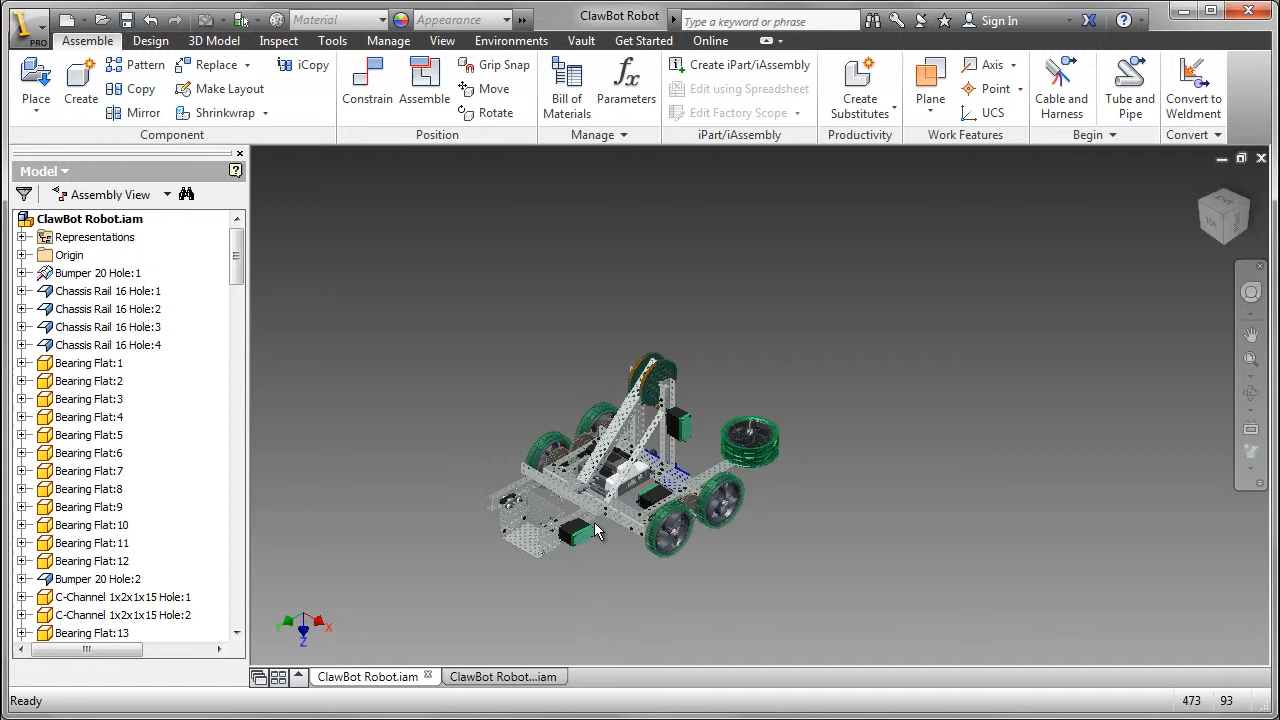 Material
Appearance
ClawBot Robot
Type a keyword or phrase
Sign In
PRO
Assemble
Design
3D Model
Inspect
Tools
Manage
View
Environments
Vault
Get Started
Online
Place
Create
Pattern
Copy
Mirror
Replace
Make Layout
Shrinkwrap
iCopy
Component
Constrain
Assemble
Grip Snap
Move
Rotate
Position
Bill of
Materials
Parameters
Manage
Create iPart/iAssembly
Edit using Spreadsheet
Edit Factory Scope
iPart/iAssembly
Create
Substitutes
Productivity
Plane
Axis
Point
UCS
Work Features
Cable and
Harness
Tube and
Pipe
Begin
Convert to
Weldment
Convert
Model
Assembly View
ClawBot Robot.iam
Representations
Origin
Bumper 20 Hole:1
Chassis Rail 16 Hole:1
Chassis Rail 16 Hole:2
Chassis Rail 16 Hole:3
Chassis Rail 16 Hole:4
Bearing Flat:1
Bearing Flat:2
Bearing Flat:3
Bearing Flat:4
Bearing Flat:5
Bearing Flat:6
Bearing Flat:7
Bearing Flat:8
Bearing Flat:9
Bearing Flat:10
Bearing Flat:11
Bearing Flat:12
Bumper 20 Hole:2
C-Channel 1x2x1x15 Hole:1
C-Channel 1x2x1x15 Hole:2
Bearing Flat:13
X
Z
ClawBot Robot.iam
ClawBot Robot...iam
Ready
473
93